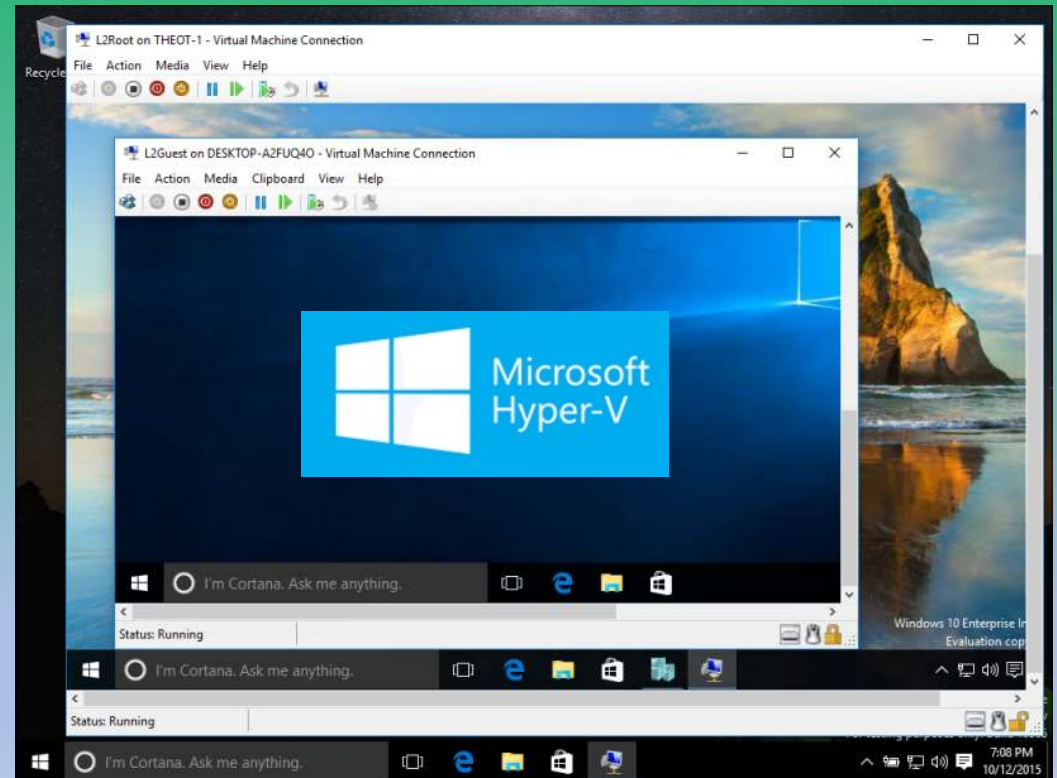 Recycle
L2Root on THEOT-1 - Virtual Machine Connection
File Action Media View Help
L2Guest on DESKTOP-A2FUQ4O - Virtual Machine Connection
File Action Media Clipboard View Help
Microsoft
Hyper-V
I'm Cortana. Ask me anything.
Status: Running
Windows 10 Enterprise In
Evaluation cop
I'm Cortana. Ask me anything.
Status: Running
I'm Cortana. Ask me anything.
7:08 PM
10/12/2015